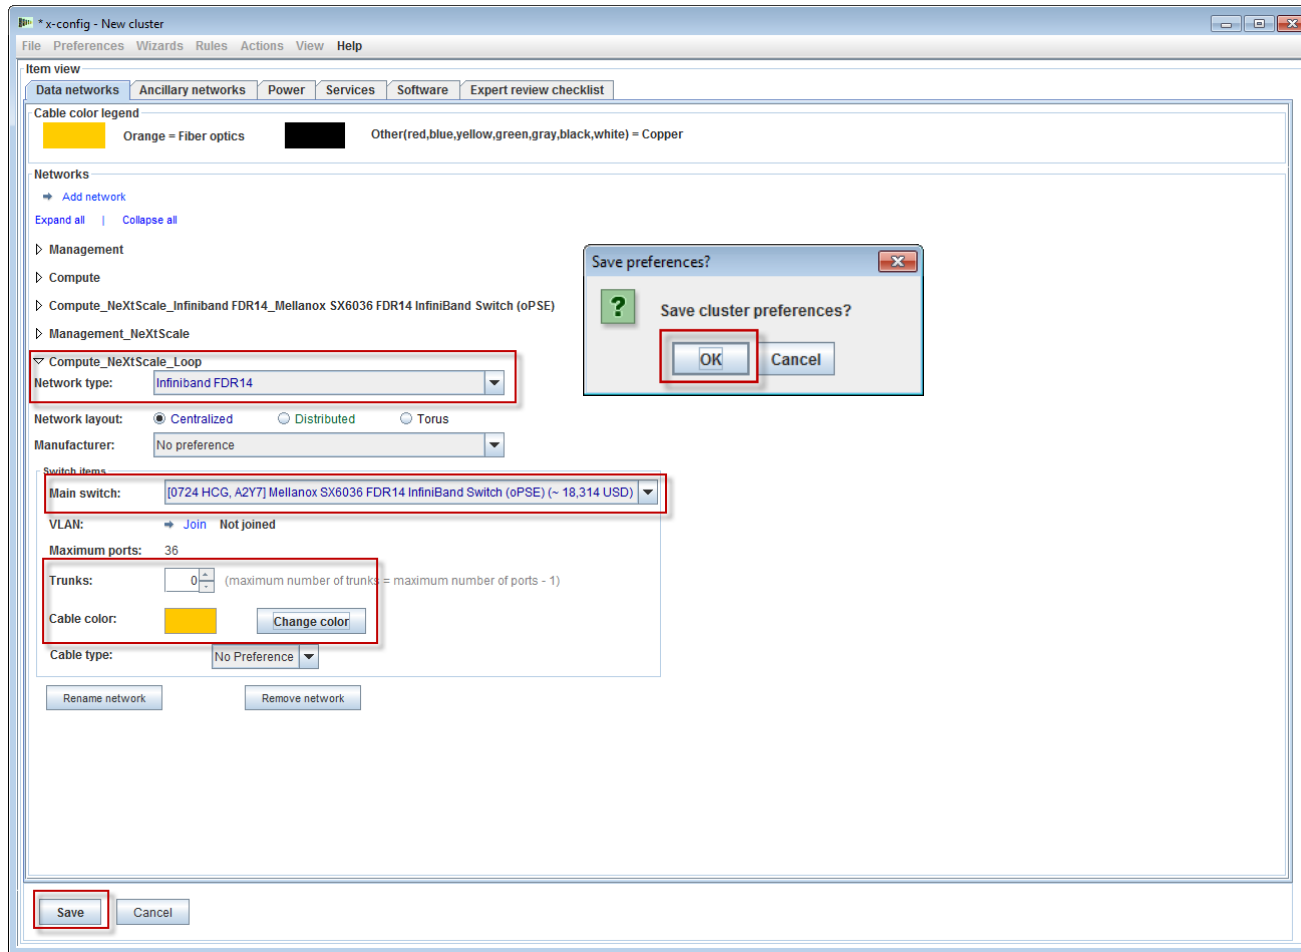 * x-config - New cluster
File Preferences Wizards Rules Actions View Help
Item view
Data networks Ancillary networks Power Services Software Expert review checklist
Cable color legend
Orange = Fiber optics Other(red,blue,yellow,green,gray,black,white) = Copper
Networks
Add network
Expand all | Collapse all
Management
Compute
Compute_NeXtScale_Infiniband FDR14_Mellanox SX6036 FDR14 InfiniBand Switch (oPSE)
Management_NeXtScale
Compute_NeXtScale_Loop
Network type: Infiniband FDR14
Network layout: Centralized Distributed Torus
Manufacturer: No preference
Switch items
Main switch: [0724 HCG, A2Y7] Mellanox SX6036 FDR14 InfiniBand Switch (oPSE) (~ 18,314 USD)
VLAN: Join Not joined
Maximum ports: 36
Trunks: 0 (maximum number of trunks = maximum number of ports - 1)
Cable color: Change color
Cable type: No Preference
Rename network Remove network
Save Cancel
Save preferences?
? Save cluster preferences?
OK Cancel